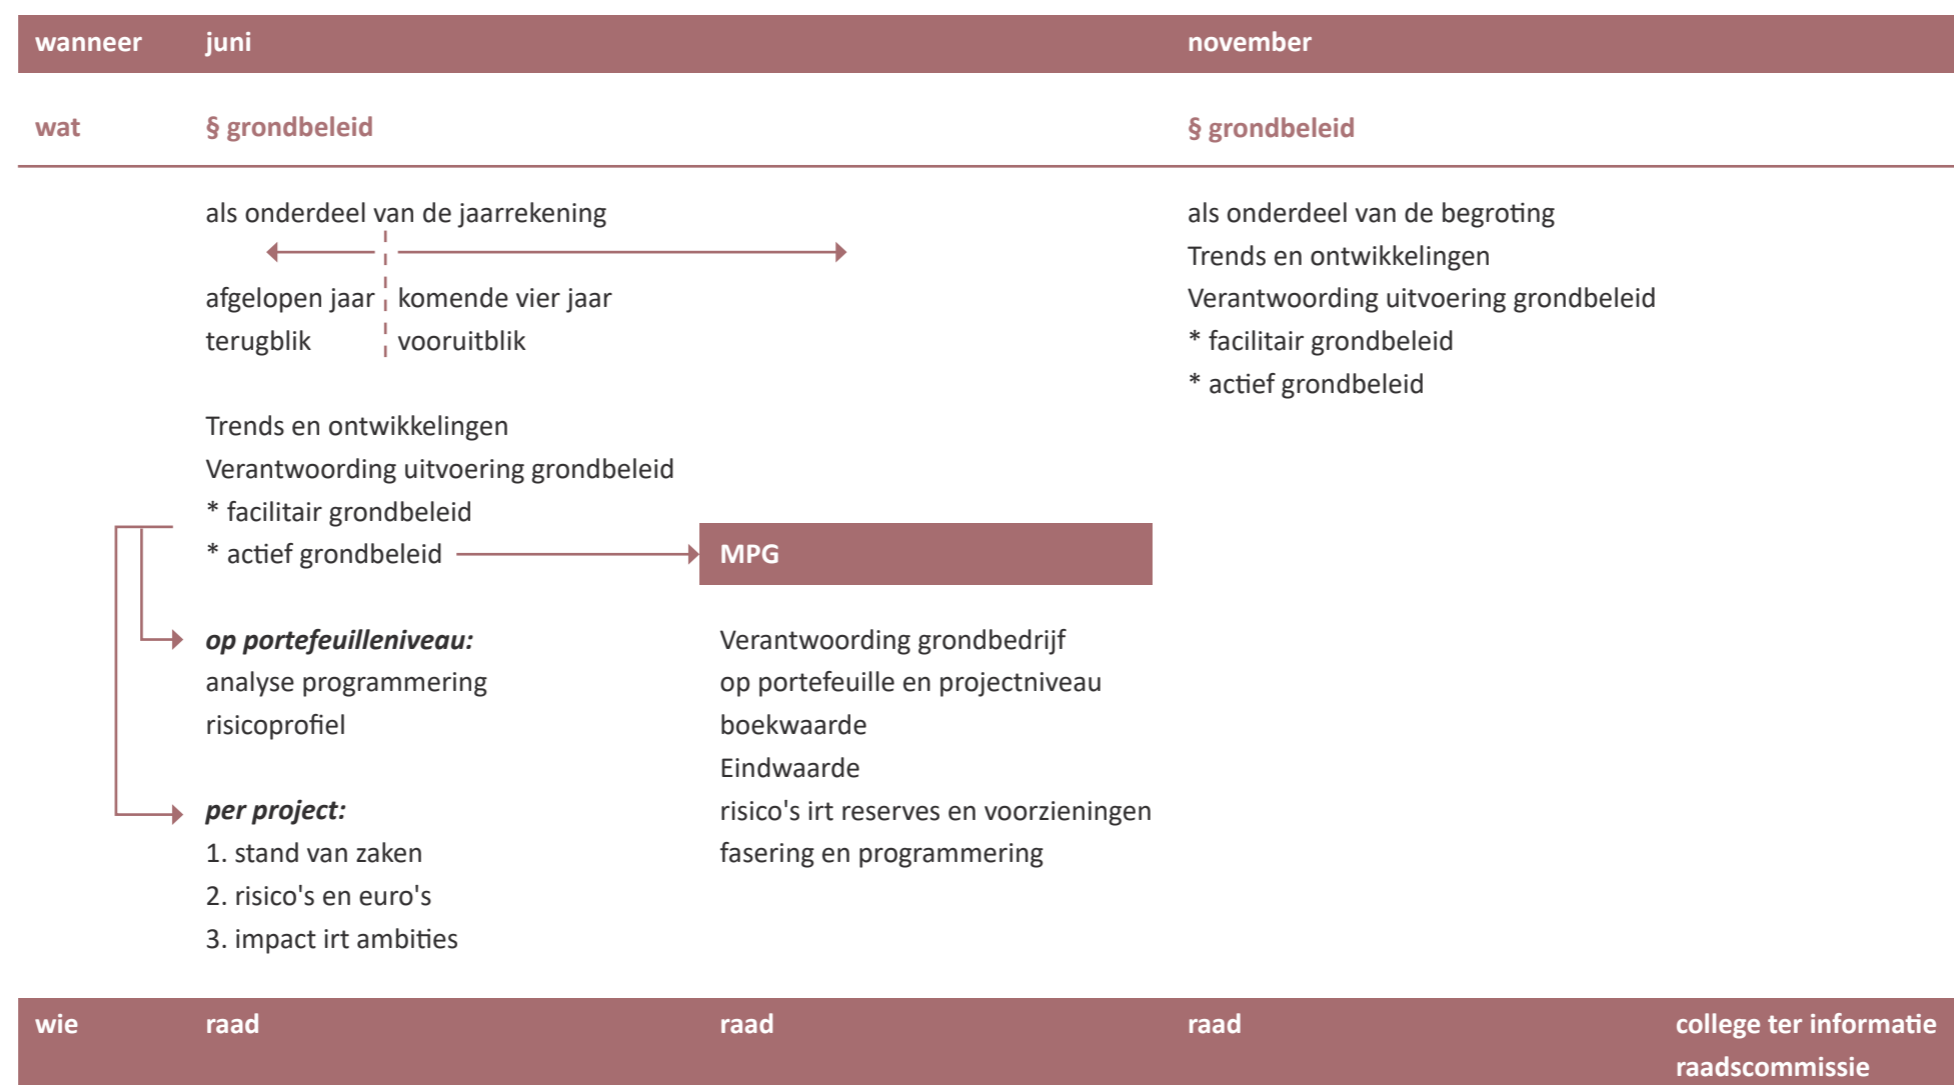 wanneer juni november
wat § grondbeleid § grondbeleid
als onderdeel van de jaarrekening
afgelopen jaar komende vier jaar
terugblik vooruitblik
Trends en ontwikkelingen
Verantwoording uitvoering grondbeleid
* facilitair grondbeleid
* actief grondbeleid
op portefeuilleniveau:
analyse programmering
risicoprofiel
per project:
1. stand van zaken
2. risico's en euro's
3. impact irt ambities
MPG
Verantwoording grondbedrijf
op portefeuille en projectniveau
boekwaarde
Eindwaarde
risico's irt reserves en voorzieningen
fasering en programmering
als onderdeel van de begroting
Trends en ontwikkelingen
Verantwoording uitvoering grondbeleid
* facilitair grondbeleid
* actief grondbeleid
wie raad raad raad college ter informatie
raadscommissie